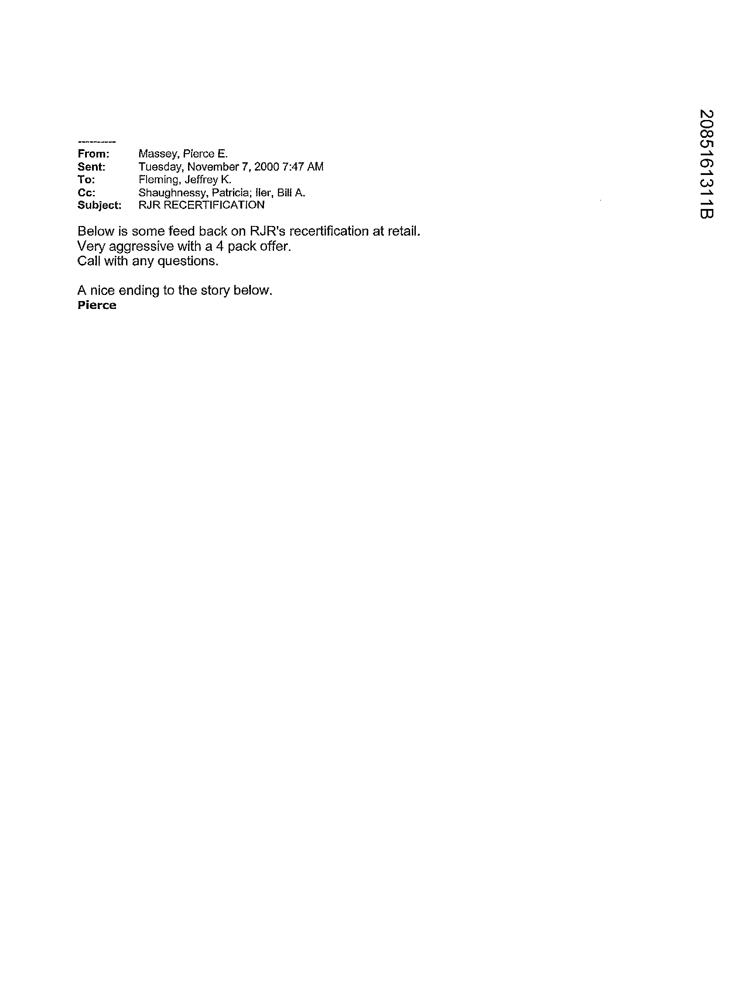 ----------
From: Massey, Pierce E.
Sent: Tuesday, November 7, 2000 7:47 AM
To: Fleming, Jeffrey K.
Cc: Shaughnessy, Patricia; Iler, Bill A.
Subject: RJR RECERTIFICATION
Below is some feed back on RJR's recertification at retail.
Very aggressive with a 4 pack offer.
Call with any questions.
A nice ending to the story below.
Pierce
2085161311B